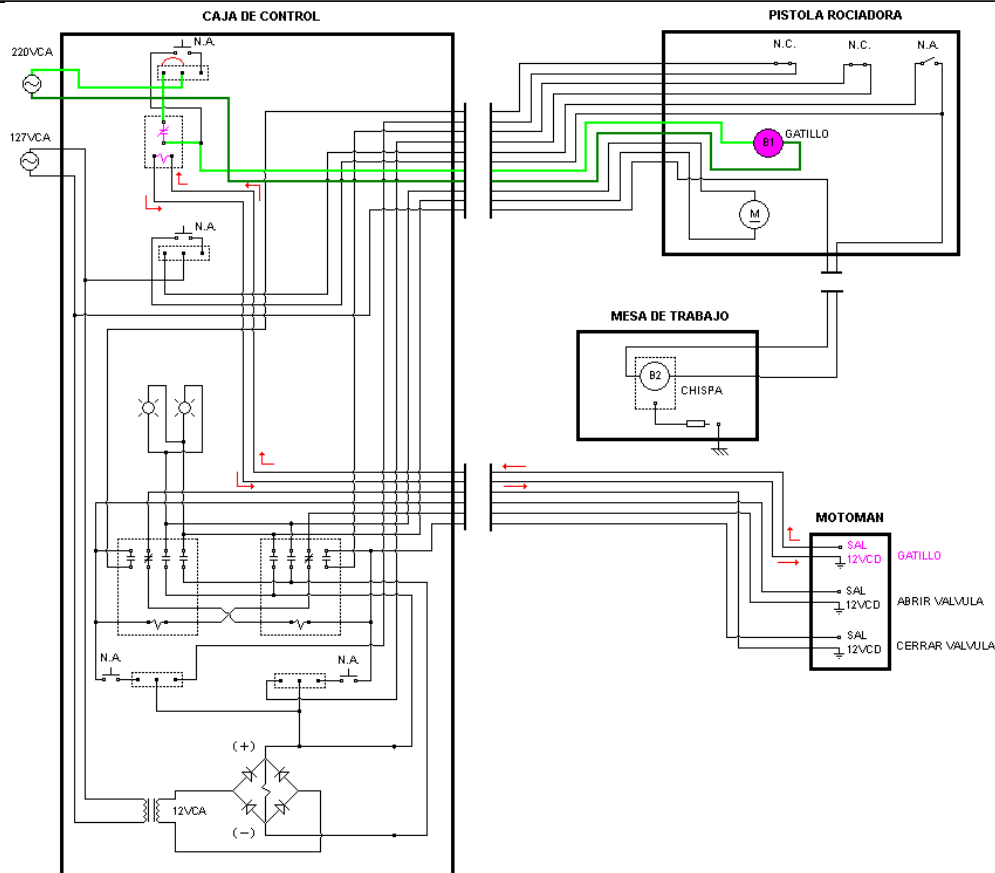 CAJA DE CONTROL
PISTOLA ROCIADORA
N.A.
N.C.
N.C.
N.A.
220VCA
127VCA
B1
GATILLO
M
N.A.
MESA DE TRABAJO
B2
CHISPA
MOTOMAN
SAL
12VCD
GATILLO
SAL
12VCD
ABRIR VALVULA
SAL
12VCD
CERRAR VALVULA
N.A.
N.A.
(+)
12VCA
(-)